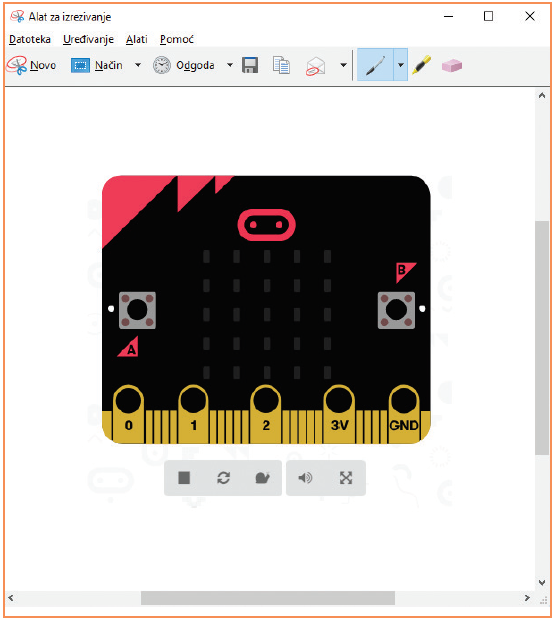 Alat za izrezivanje
Datoteka Uređivanje Alati Pomoć
Novo Način Odgoda
B
A
0 1 2 3V GND